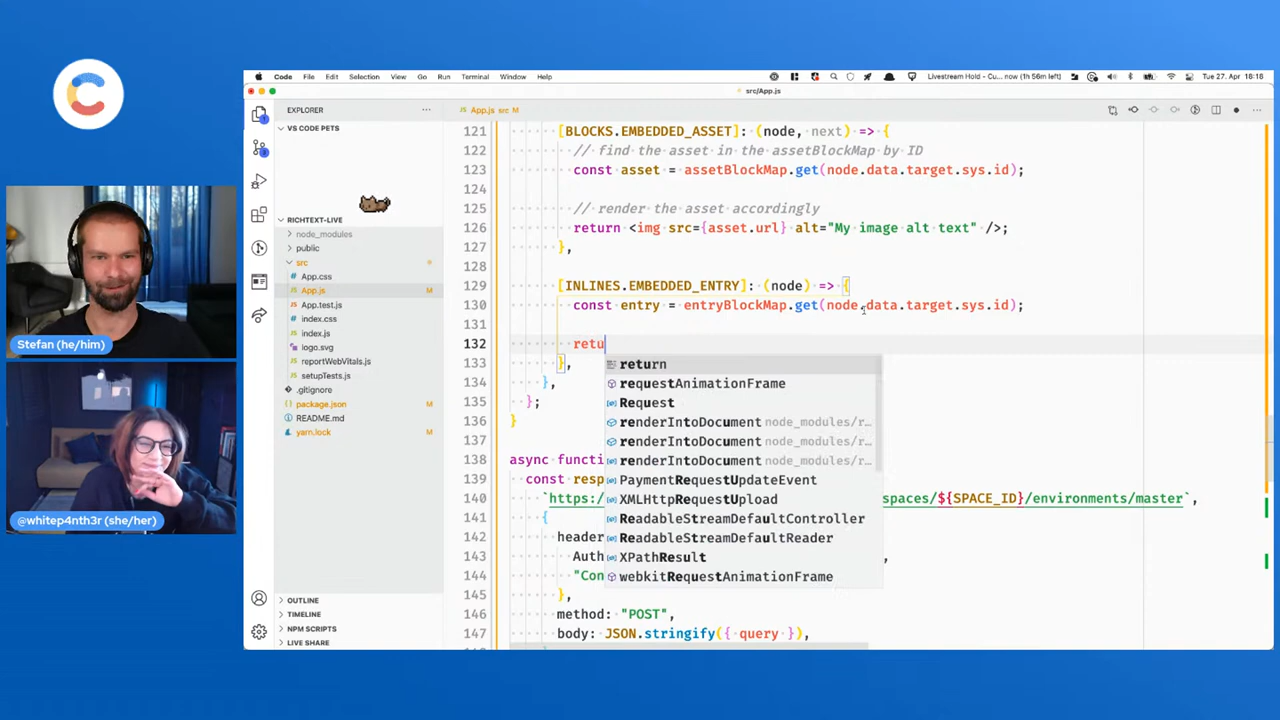 Code File Edit Selection View Go Run Terminal Window Help
Livestream Hold - Cu... now (1h 56m left) Tue 27. Apr 18:18
src/App.js
EXPLORER
App.js src M
VS CODE PETS
RICHTEXT-LIVE
node_modules
public
src
App.css
App.js M
App.test.js
index.css
index.js
logo.svg
reportWebVitals.js
setupTests.js
.gitignore
package.json M
README.md
yarn.lock M
OUTLINE
TIMELINE
NPM SCRIPTS
LIVE SHARE
121 [BLOCKS.EMBEDDED_ASSET]: (node, next) => {
122 // find the asset in the assetBlockMap by ID
123 const asset = assetBlockMap.get(node.data.target.sys.id);
124
125 // render the asset accordingly
126 return <img src={asset.url} alt="My image alt text" />;
127 },
128
129 [INLINES.EMBEDDED_ENTRY]: (node) => {
130 const entry = entryBlockMap.get(node.data.target.sys.id);
131
132 retu
133 },
134 },
135 };
136 }
137
138 async functi
139 const resp
140 `https:/ spaces/${SPACE_ID}/environments/master`,
141 {
142 header
143 Aut ,
144 "Con
145 },
146 method: "POST",
147 body: JSON.stringify({ query }),
return
requestAnimationFrame
Request
renderIntoDocument node_modules/r…
renderIntoDocument node_modules/r…
renderIntoDocument node_modules/r…
PaymentRequestUpdateEvent
XMLHttpRequestUpload
ReadableStreamDefaultController
ReadableStreamDefaultReader
XPathResult
webkitRequestAnimationFrame
Stefan (he/him)
@whitep4nth3r (she/her)